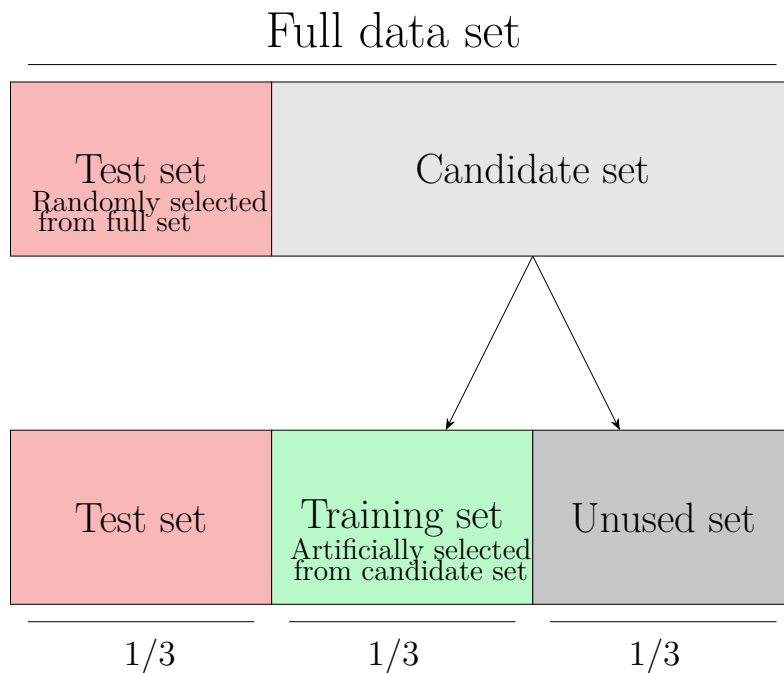 Full data set
Test set
Randomly selected
from full set
Candidate set
Test set
Training set
Artificially selected
from candidate set
Unused set
1/3
1/3
1/3